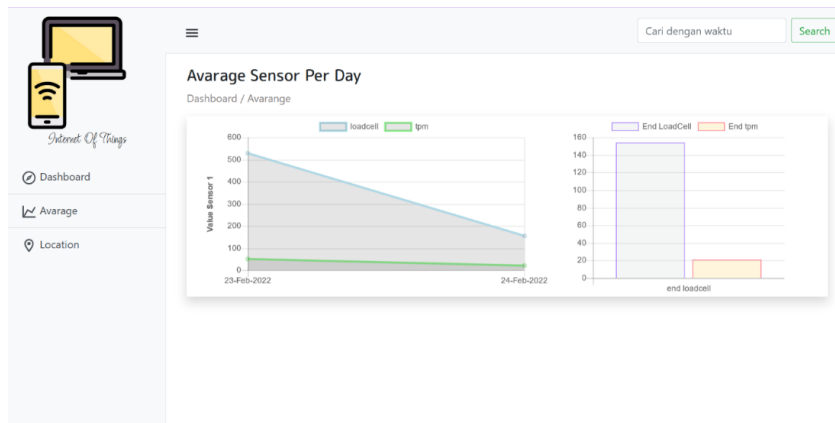 Internet Of Things
Dashboard
Avarage
Location
Cari dengan waktu
Search
Avarage Sensor Per Day
Dashboard / Avarange
loadcell
tpm
Value Sensor 1
600
500
400
300
200
100
0
23-Feb-2022
24-Feb-2022
End LoadCell
End tpm
160
140
120
100
80
60
40
20
0
end loadcell